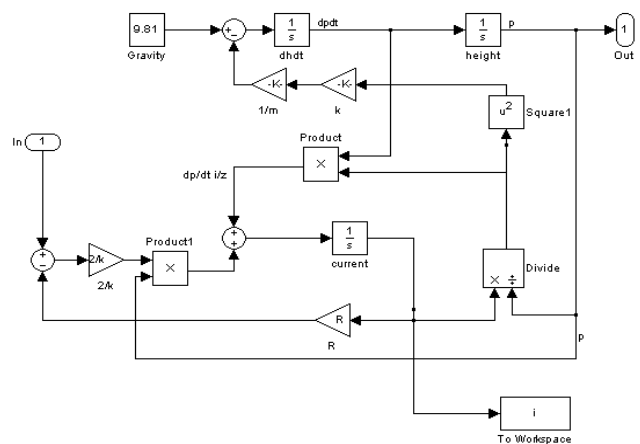 dpdt
p
9.81
1
s
1
s
1
Gravity
dhdt
height
Out
-K-
-K-
1/m
k
u²
Square1
Product
In
1
×
dp/dt i/z
Product1
1
s
2/k
×
current
× ÷
Divide
2/k
R
R
p
i
To Workspace